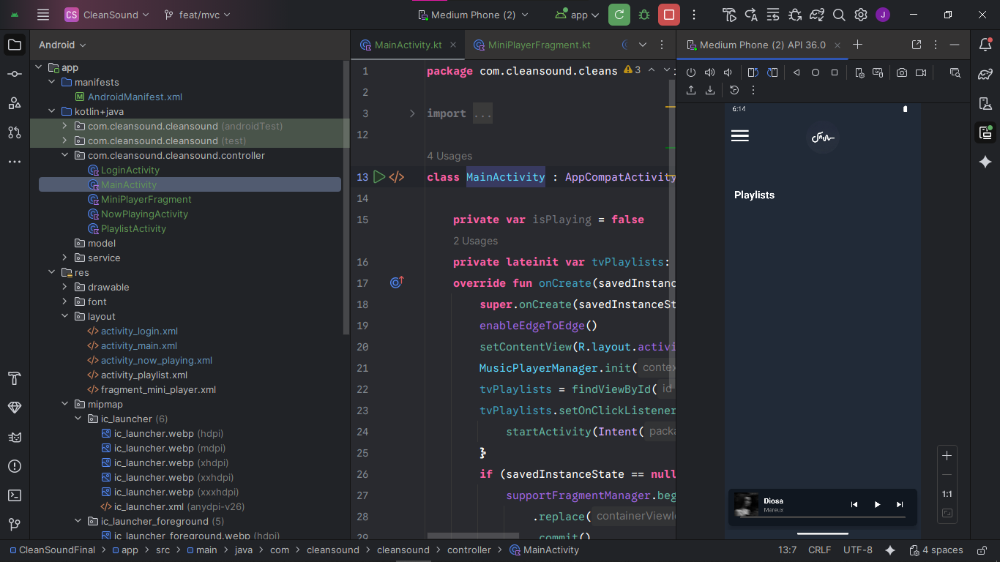 CS CleanSound feat/mvc Medium Phone (2) app J
Android
app
manifests
AndroidManifest.xml
kotlin+java
com.cleansound.cleansound (androidTest)
com.cleansound.cleansound (test)
com.cleansound.cleansound.controller
LoginActivity
MainActivity
MiniPlayerFragment
NowPlayingActivity
PlaylistActivity
model
service
res
drawable
font
layout
activity_login.xml
activity_main.xml
activity_now_playing.xml
activity_playlist.xml
fragment_mini_player.xml
mipmap
ic_launcher (6)
ic_launcher.webp (hdpi)
ic_launcher.webp (mdpi)
ic_launcher.webp (xhdpi)
ic_launcher.webp (xxhdpi)
ic_launcher.webp (xxxhdpi)
ic_launcher.xml (anydpi-v26)
ic_launcher_foreground (5)
ic_launcher_foreground.webp (hdpi)
MainActivity.kt MiniPlayerFragment.kt
1 package com.cleansound.cleans 3
2
3 import ...
12
4 Usages
13 class MainActivity : AppCompatActivity
14
15 private var isPlaying = false
2 Usages
16 private lateinit var tvPlaylists:
17 override fun onCreate(savedInstanc
18 super.onCreate(savedInstanceSt
19 enableEdgeToEdge()
20 setContentView(R.layout.activi
21 MusicPlayerManager.init( contex
22 tvPlaylists = findViewById( id
23 tvPlaylists.setOnClickListener
24 startActivity(Intent( packa
25 }
26 if (savedInstanceState == null
27 supportFragmentManager.beg
28 .replace( containerViewId
29 .commit()
Medium Phone (2) API 36.0
6:14
Playlists
Diosa
Mareux
1:1
CleanSoundFinal > app > src > main > java > com > cleansound > cleansound > controller > MainActivity
13:7 CRLF UTF-8 4 spaces